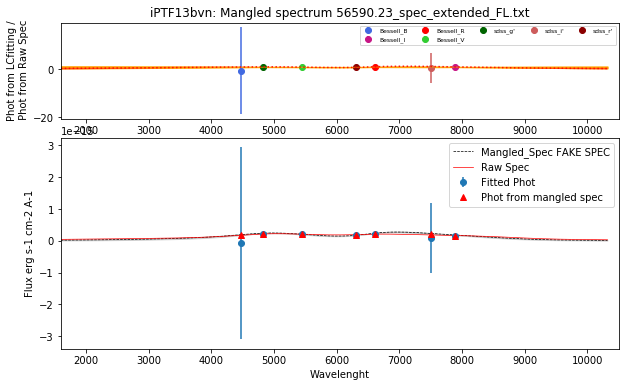 iPTF13bvn: Mangled spectrum 56590.23_spec_extended_FL.txt
Phot from LCfitting /
Phot from Raw Spec
0
−20
Bessell_B
Bessell_I
Bessell_R
Bessell_V
sdss_g'
sdss_i'
sdss_r'
2000 3000 4000 5000 6000 7000 8000 9000 10000
1e−15
Flux erg s-1 cm-2 A-1
3
2
1
0
−1
−2
−3
Mangled_Spec FAKE SPEC
Raw Spec
Fitted Phot
Phot from mangled spec
2000 3000 4000 5000 6000 7000 8000 9000 10000
Wavelenght